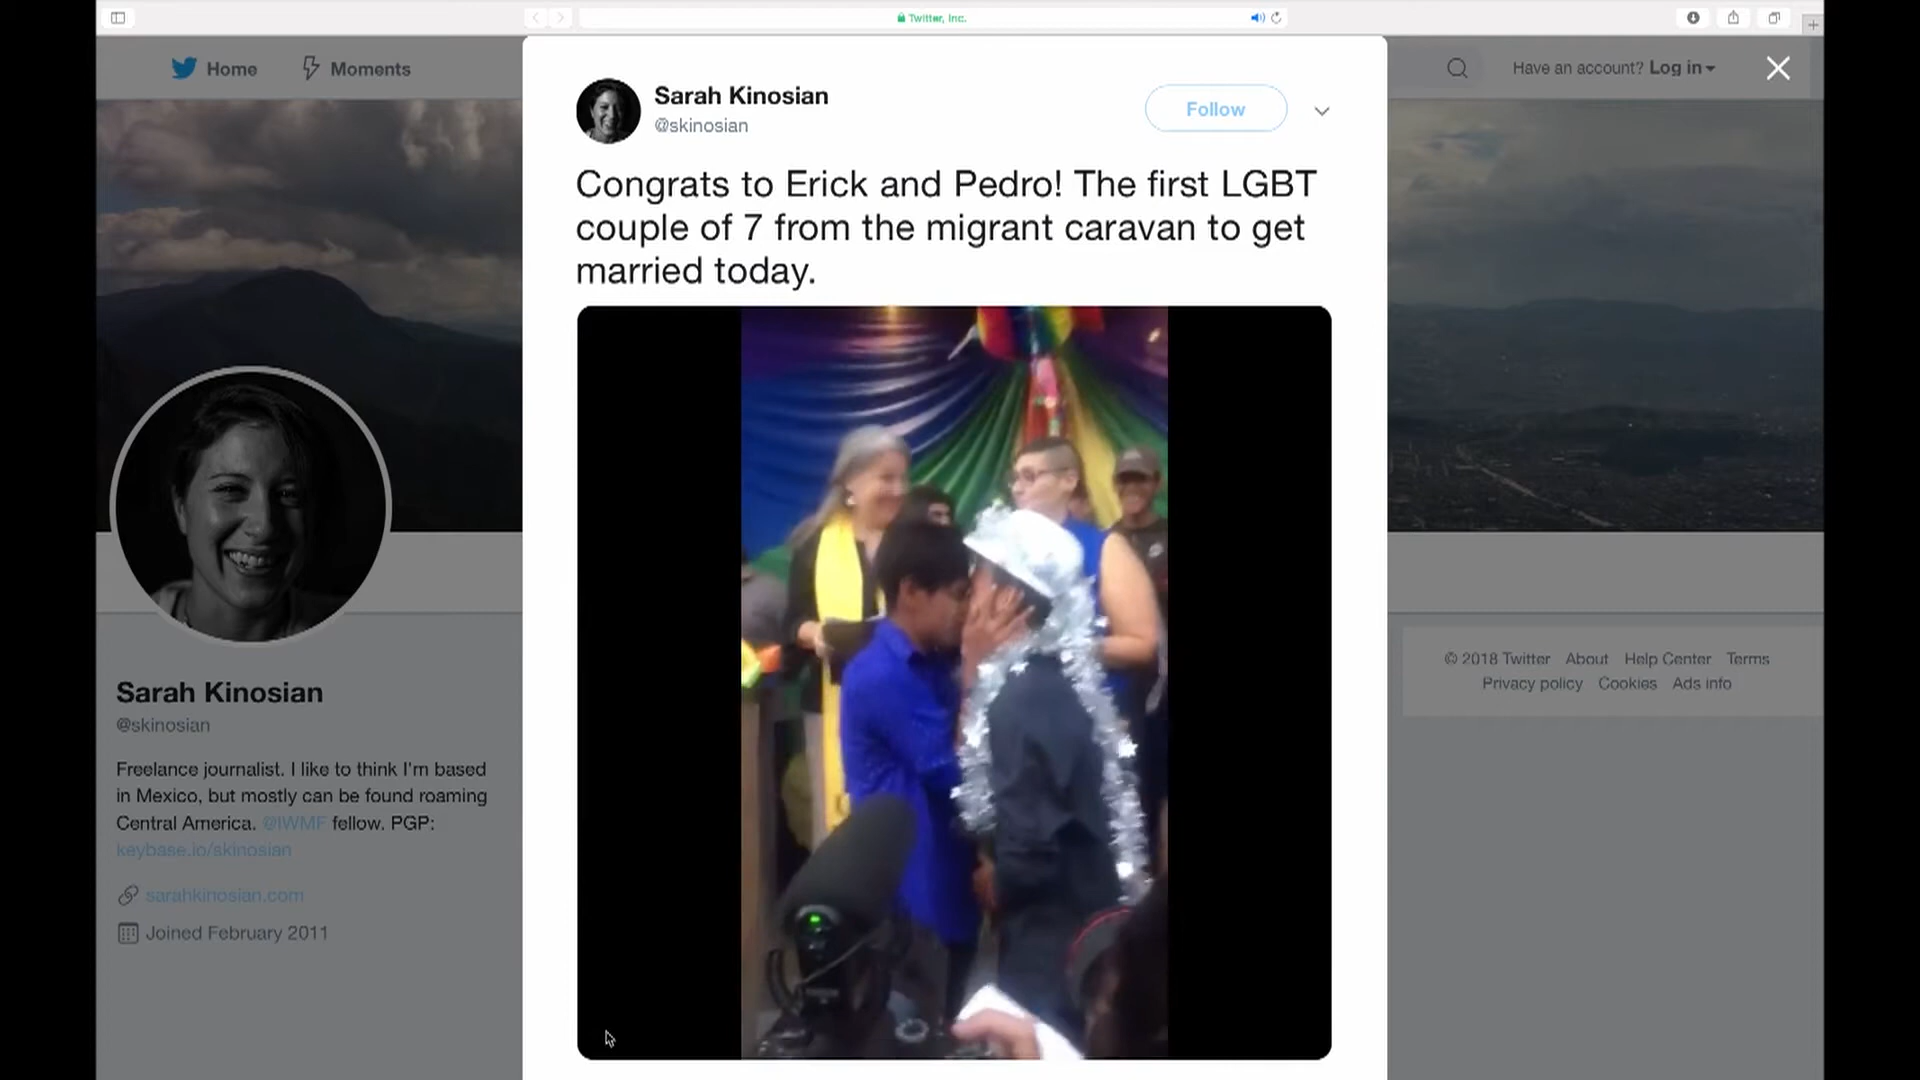 Twitter, Inc.
Home
Moments
Have an account? Log in
Sarah Kinosian
@skinosian
Follow
Congrats to Erick and Pedro! The first LGBT
couple of 7 from the migrant caravan to get
married today.
Sarah Kinosian
@skinosian
Freelance journalist. I like to think I'm based
in Mexico, but mostly can be found roaming
Central America. @IWMF fellow. PGP:
keybase.io/skinosian
sarahkinosian.com
Joined February 2011
© 2018 Twitter About Help Center Terms
Privacy policy Cookies Ads info